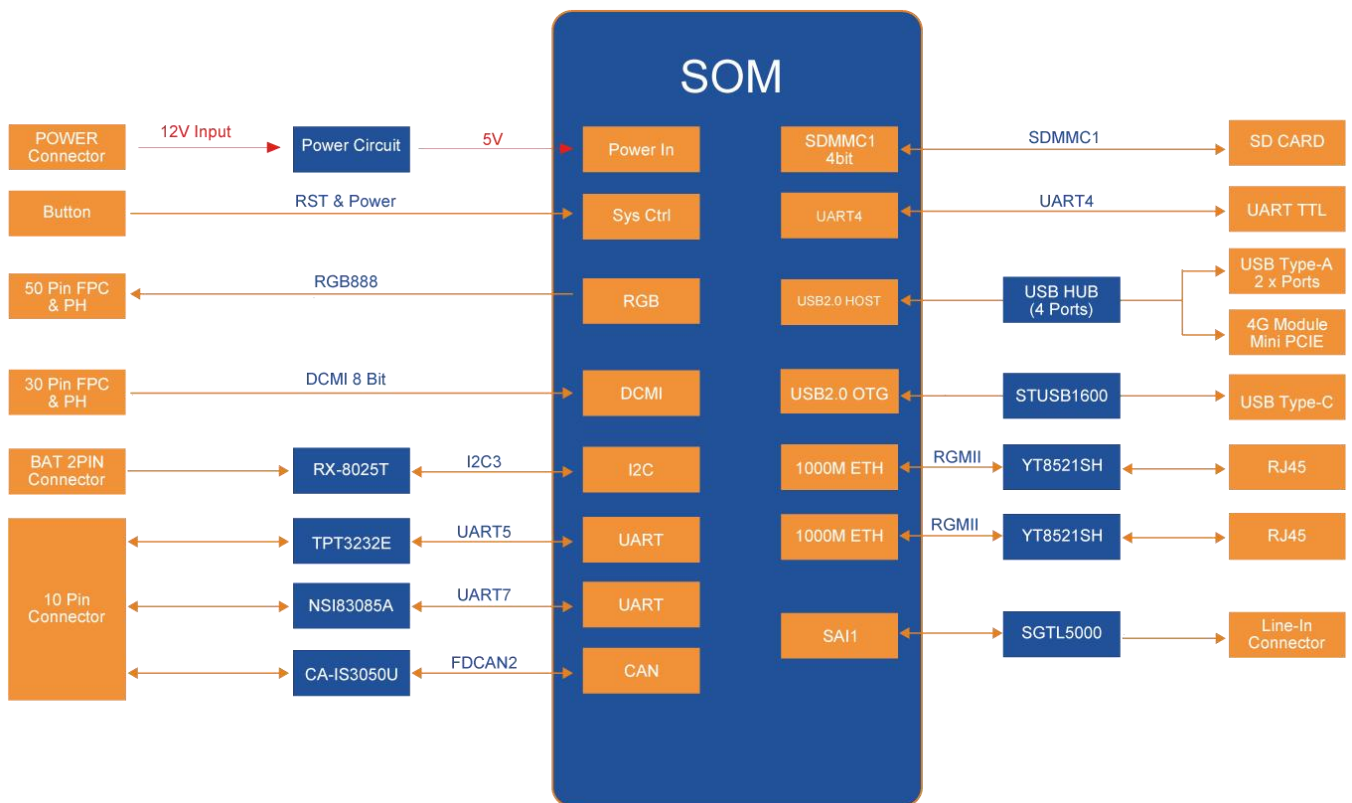 SOM
POWER
Connector
12V Input
Power Circuit
5V
Power In
Button
RST & Power
Sys Ctrl
50 Pin FPC
& PH
RGB888
RGB
30 Pin FPC
& PH
DCMI 8 Bit
DCMI
BAT 2PIN
Connector
RX-8025T
I2C3
I2C
10 Pin
Connector
TPT3232E
UART5
UART
NSI83085A
UART7
UART
CA-IS3050U
FDCAN2
CAN
SDMMC1
4bit
SDMMC1
SD CARD
UART4
UART4
UART TTL
USB2.0 HOST
USB HUB
(4 Ports)
USB Type-A
2 x Ports
4G Module
Mini PCIE
USB2.0 OTG
STUSB1600
USB Type-C
1000M ETH
RGMII
YT8521SH
RJ45
1000M ETH
RGMII
YT8521SH
RJ45
SAI1
SGTL5000
Line-In
Connector